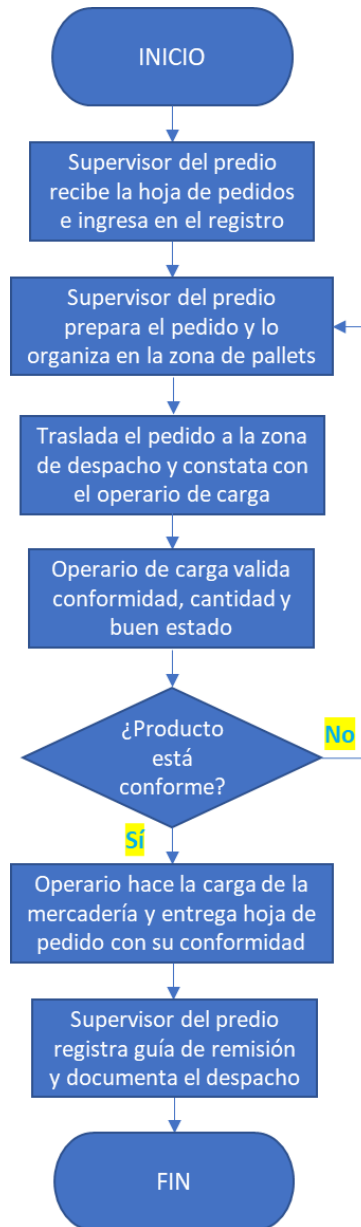 INICIO
Supervisor del predio
recibe la hoja de pedidos
e ingresa en el registro
Supervisor del predio
prepara el pedido y lo
organiza en la zona de pallets
Traslada el pedido a la zona
de despacho y constata con
el operario de carga
Operario de carga valida
conformidad, cantidad y
buen estado
¿Producto
está
conforme?
No
Sí
Operario hace la carga de la
mercadería y entrega hoja de
pedido con su conformidad
Supervisor del predio
registra guía de remisión
y documenta el despacho
FIN